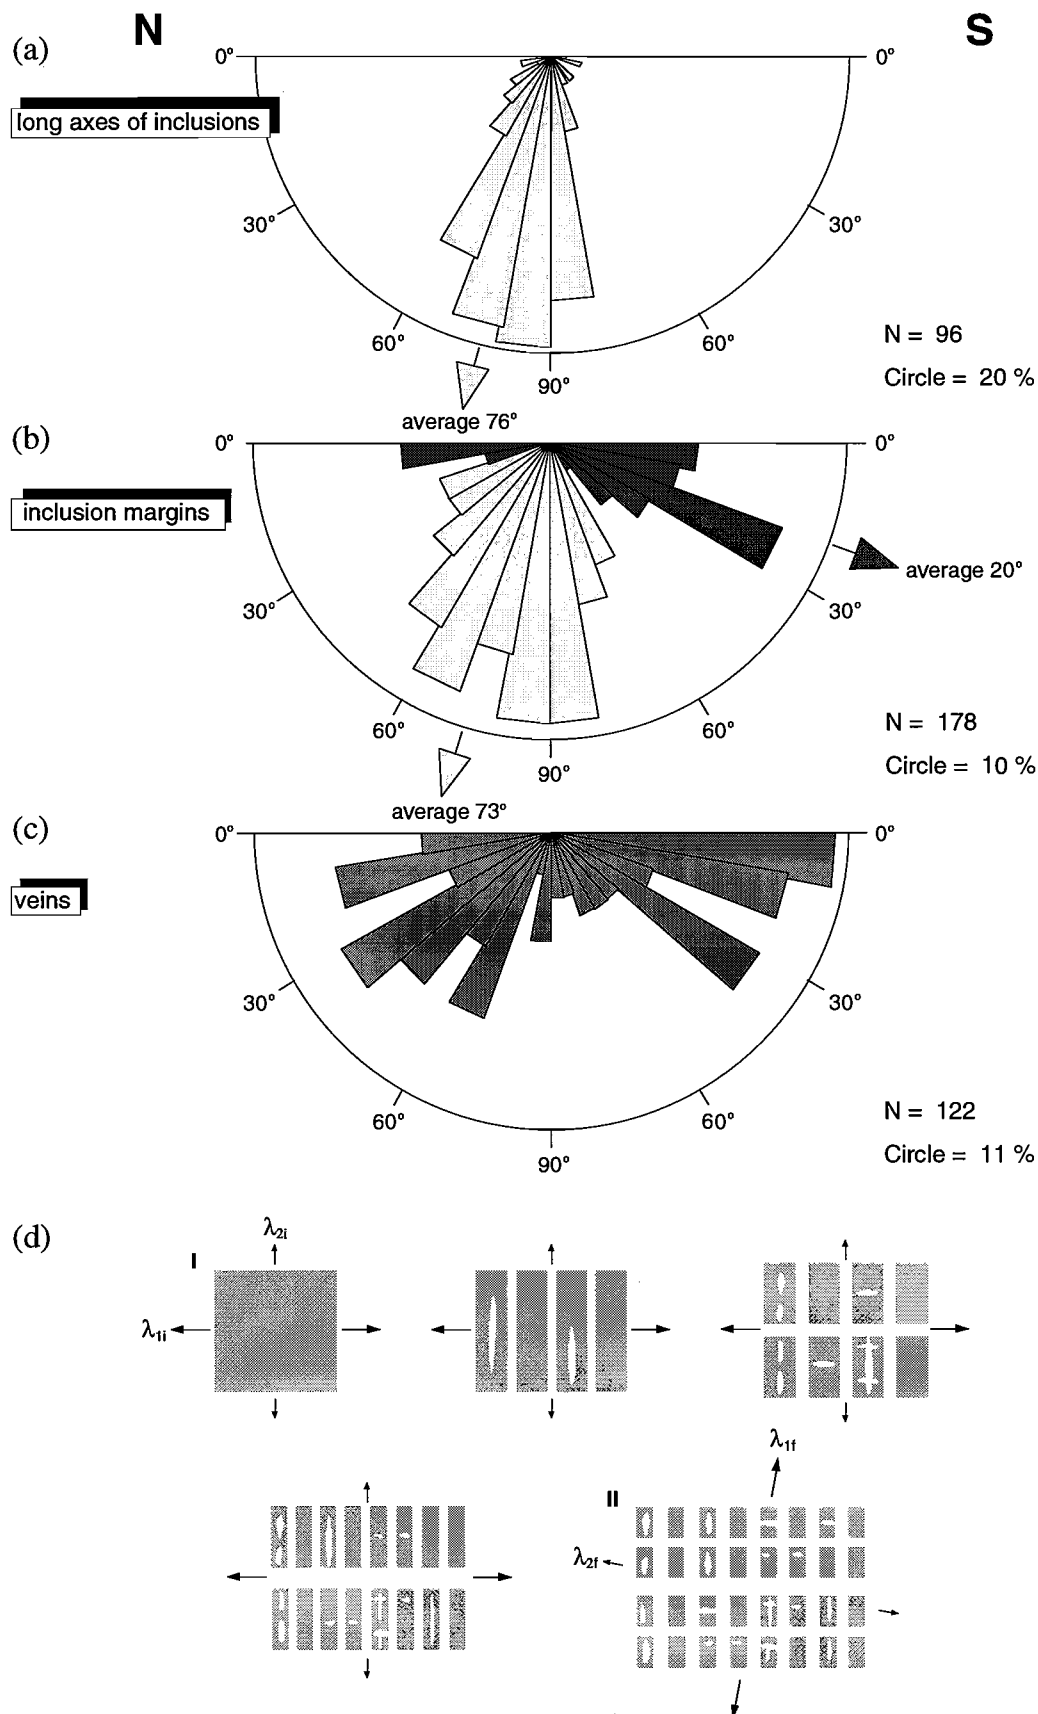 N
S
(a)
0°
0°
long axes of inclusions
30°
30°
60°
60°
90°
N = 96
Circle = 20 %
average 76°
(b)
0°
0°
inclusion margins
average 20°
30°
30°
60°
60°
90°
N = 178
Circle = 10 %
average 73°
(c)
0°
0°
veins
30°
30°
60°
60°
90°
N = 122
Circle = 11 %
(d)
λ2i
I
λ1i
λ1f
II
λ2f